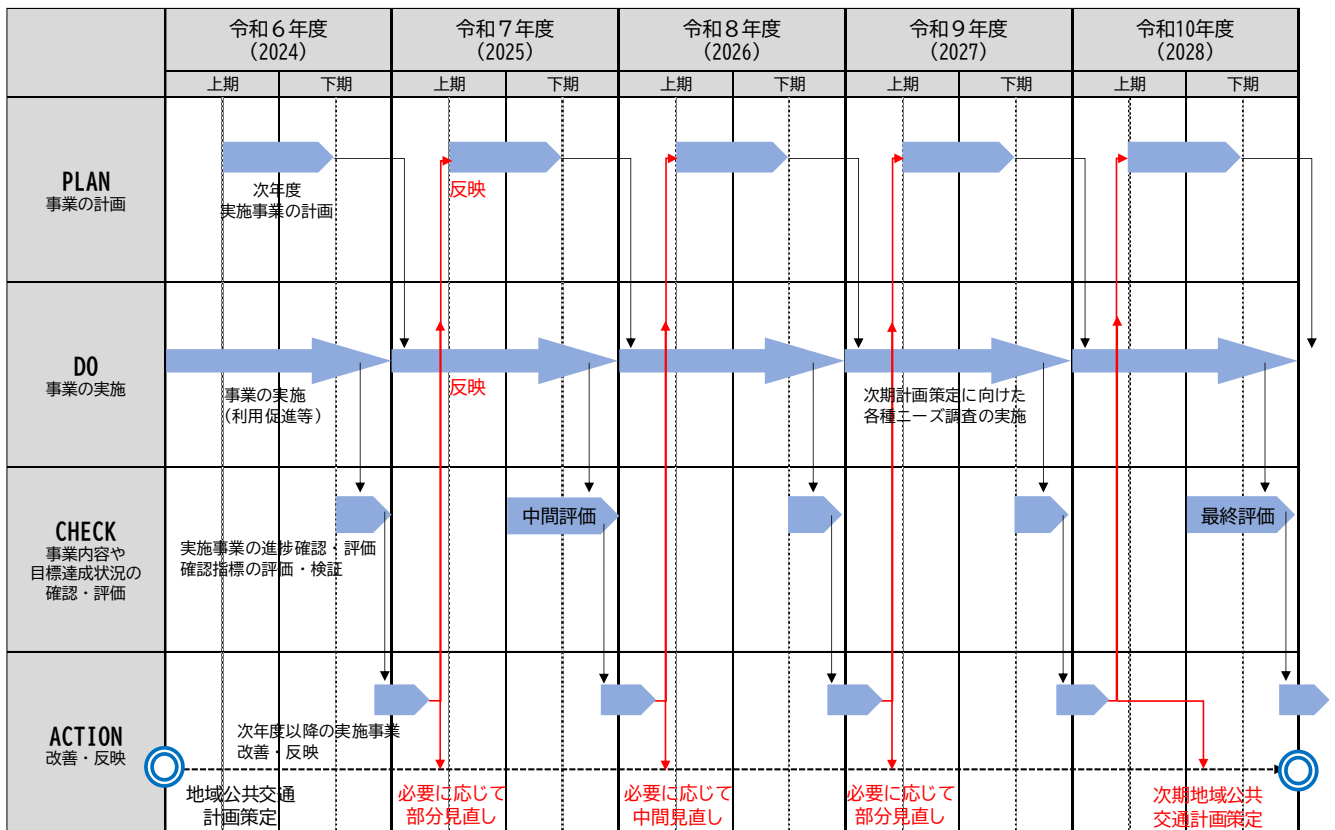 令和６年度
(2024)
令和７年度
(2025)
令和８年度
(2026)
令和９年度
(2027)
令和10年度
(2028)
上期
下期
上期
下期
上期
下期
上期
下期
上期
下期
PLAN
事業の計画
次年度
実施事業の計画
反映
DO
事業の実施
事業の実施
(利用促進等)
反映
次期計画策定に向けた
各種ニーズ調査の実施
CHECK
事業内容や
目標達成状況の
確認・評価
中間評価
最終評価
実施事業の進捗確認・評価
確認指標の評価・検証
ACTION
改善・反映
次年度以降の実施事業
改善・反映
地域公共交通
計画策定
必要に応じて
部分見直し
必要に応じて
中間見直し
必要に応じて
部分見直し
次期地域公共
交通計画策定